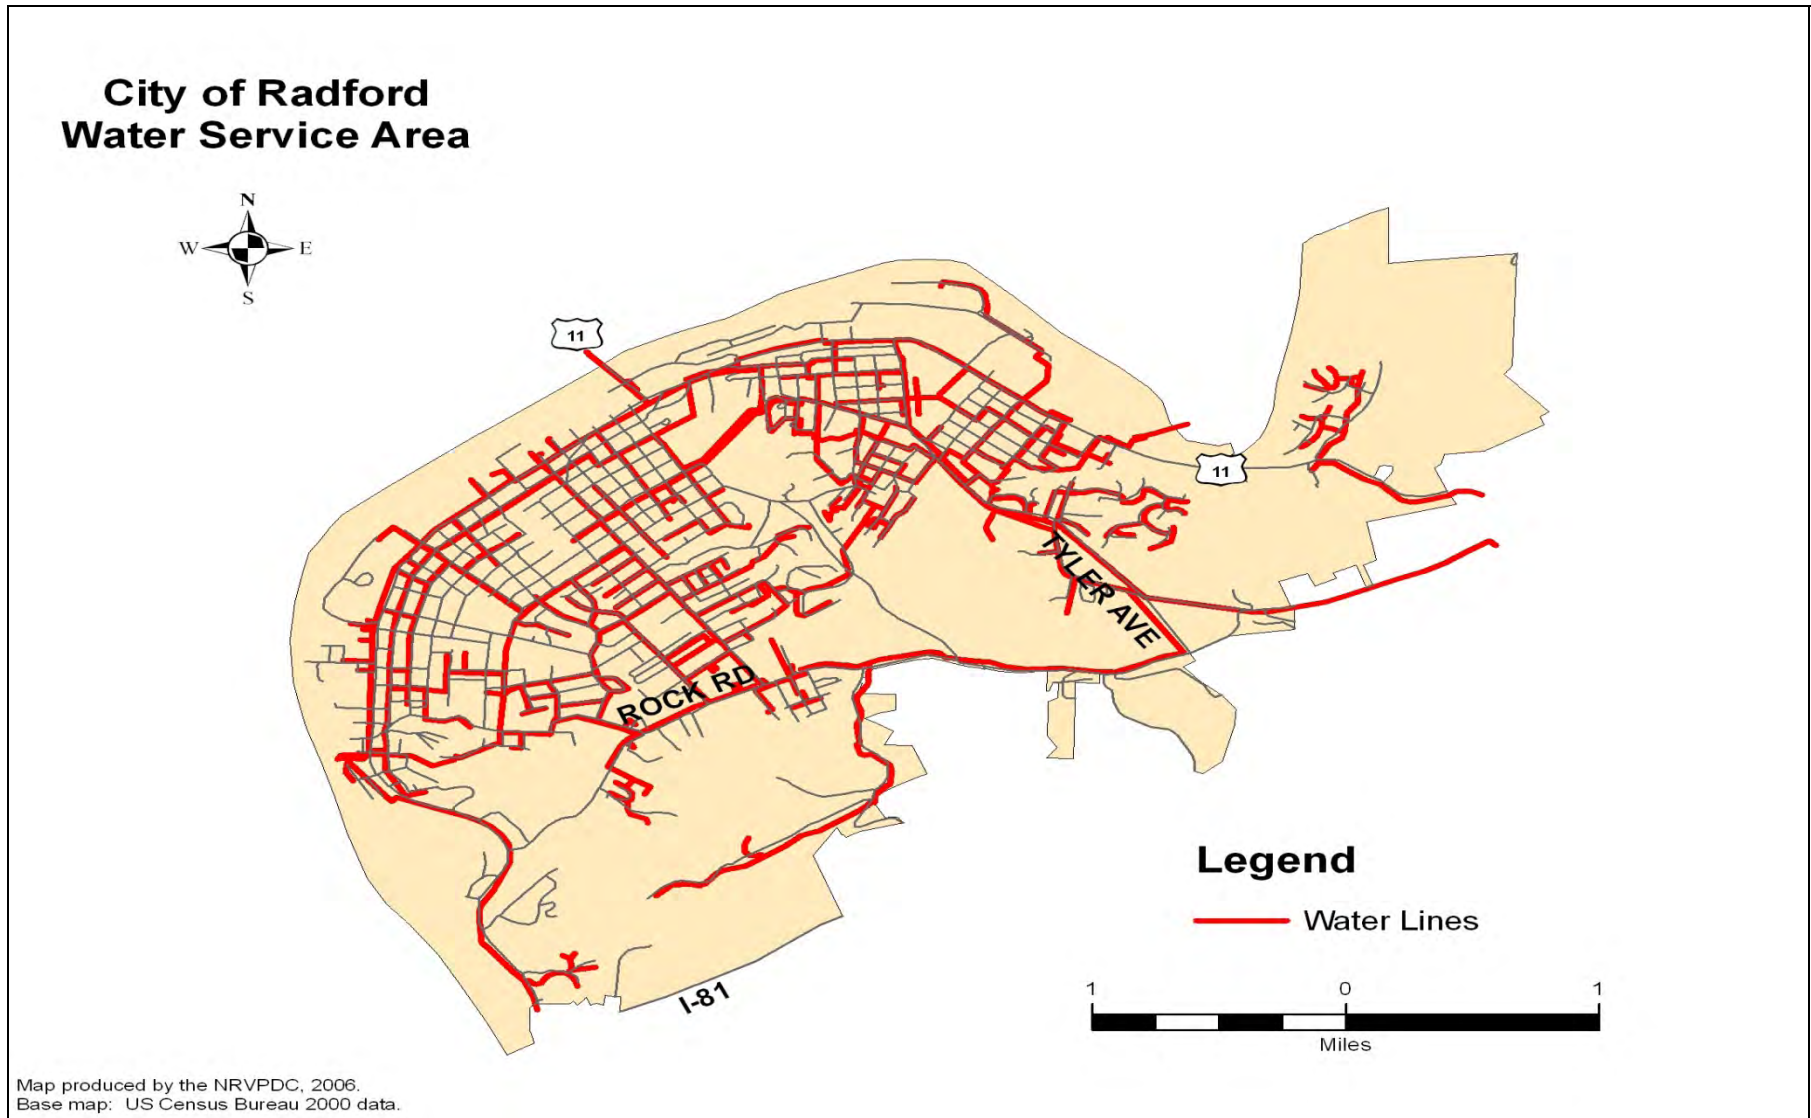 City of Radford
Water Service Area
N
W E
S
11
11
TYLER AVE
ROCK RD
I-81
Legend
Water Lines
1 0 1
Miles
Map produced by the NRVPDC, 2006.
Base map: US Census Bureau 2000 data.